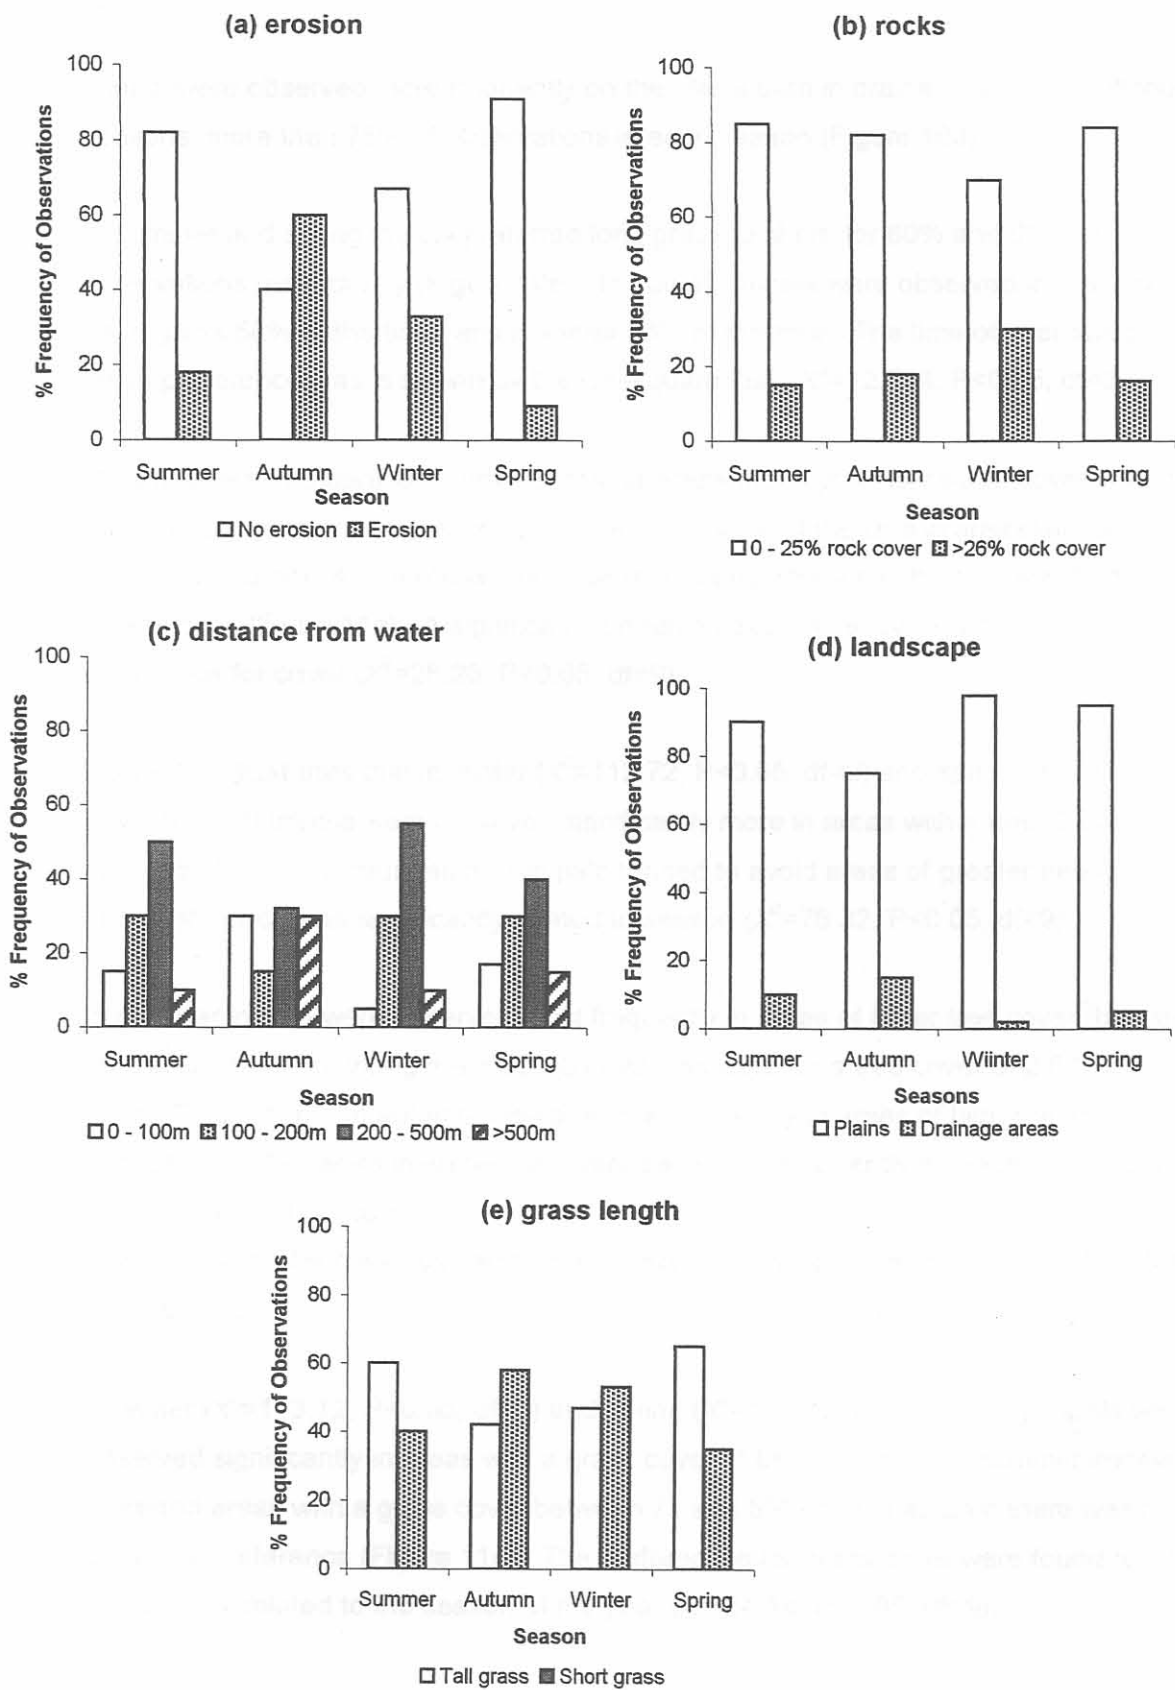 (a) erosion
% Frequency of Observations
100
80
60
40
20
0
Summer Autumn Winter Spring
Season
No erosion Erosion
(b) rocks
% Frequency of Observations
100
80
60
40
20
0
Summer Autumn Winter Spring
Season
0 - 25% rock cover >26% rock cover
(c) distance from water
% Frequency of Observations
100
80
60
40
20
0
Summer Autumn Winter Spring
Season
0 - 100m 100 - 200m 200 - 500m >500m
(d) landscape
% Frequency of Observations
100
80
60
40
20
0
Summer Autumn Wiinter Spring
Seasons
Plains Drainage areas
(e) grass length
% Frequency of Observations
100
80
60
40
20
0
Summer Autumn Winter Spring
Season
Tall grass Short grass